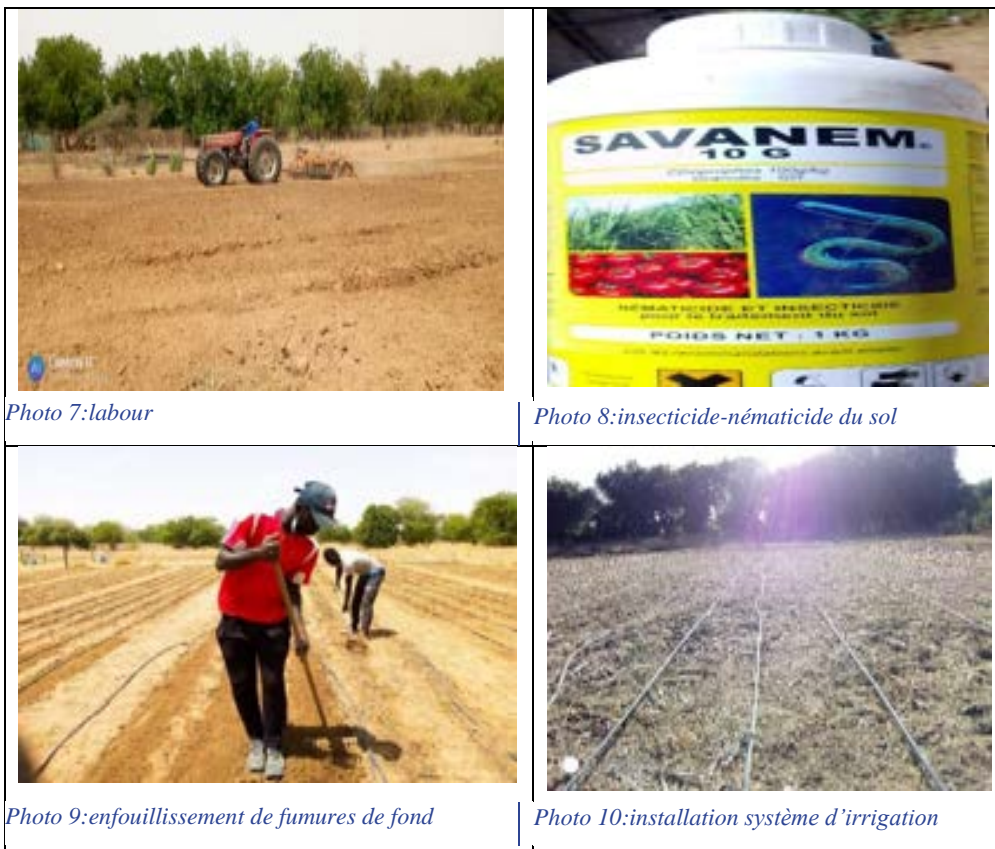 SAVANEM
10 G
NÉMATICIDE ET INSECTICIDE
pour le traitement du sol
POIDS NET : 1 KG
Photo 7:labour
Photo 8:insecticide-nématicide du sol
Photo 9:enfouillissement de fumures de fond
Photo 10:installation système d’irrigation